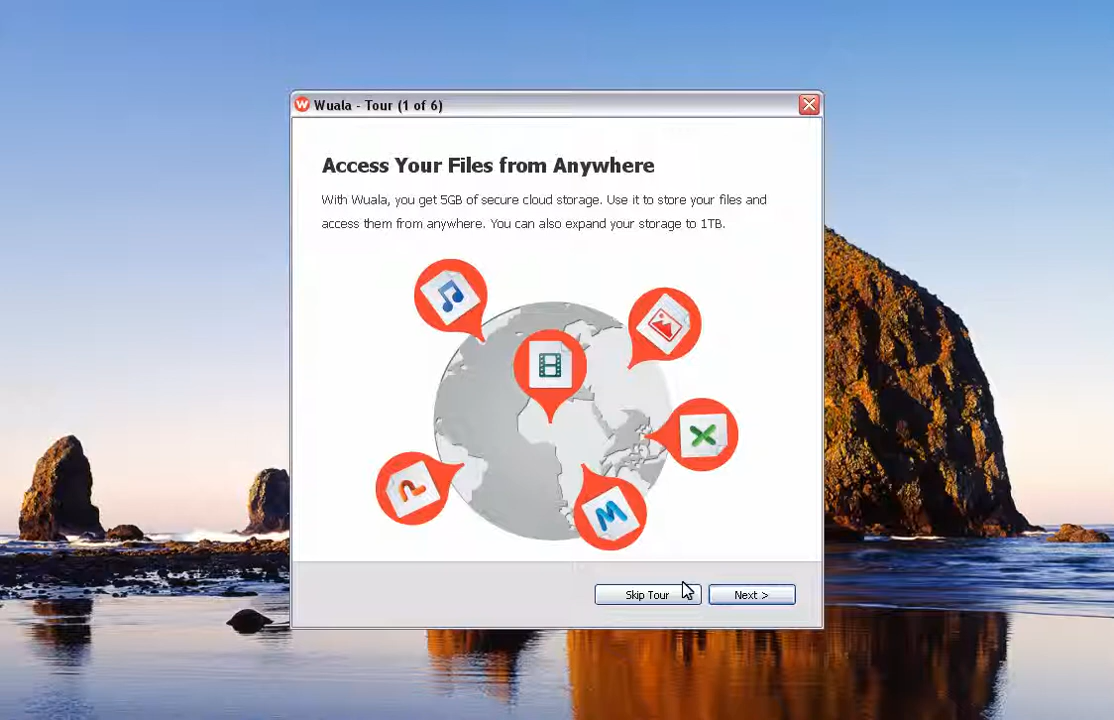 Wuala - Tour (1 of 6)
Access Your Files from Anywhere
With Wuala, you get 5GB of secure cloud storage. Use it to store your files and
access them from anywhere. You can also expand your storage to 1TB.
Skip Tour
Next >